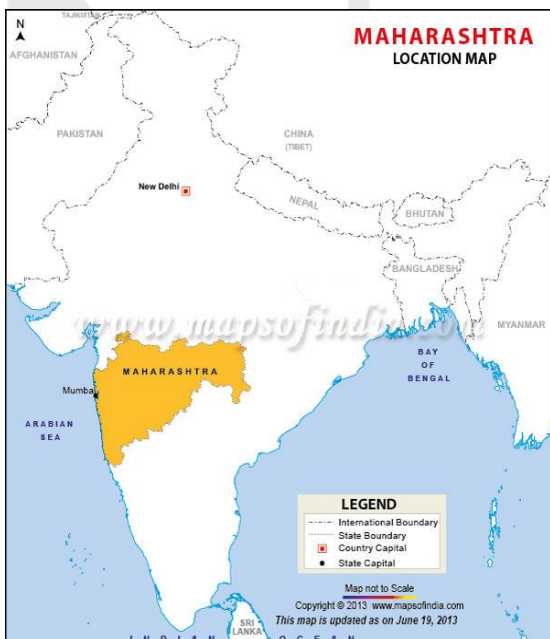 TAJIKISTAN
N
MAHARASHTRA
LOCATION MAP
AFGHANISTAN
PAKISTAN
CHINA
(TIBET)
New Delhi
NEPAL
BHUTAN
BANGLADESH
www.mapsofindia.com
MYANMAR
MAHARASHTRA
BAY
OF
BENGAL
Mumbai
ARABIAN
SEA
LEGEND
International Boundary
State Boundary
Country Capital
State Capital
Map not to Scale
Copyright © 2013 www.mapsofindia.com
This map is updated as on June 19, 2013
SRI
LANKA
INDIAN OCEAN